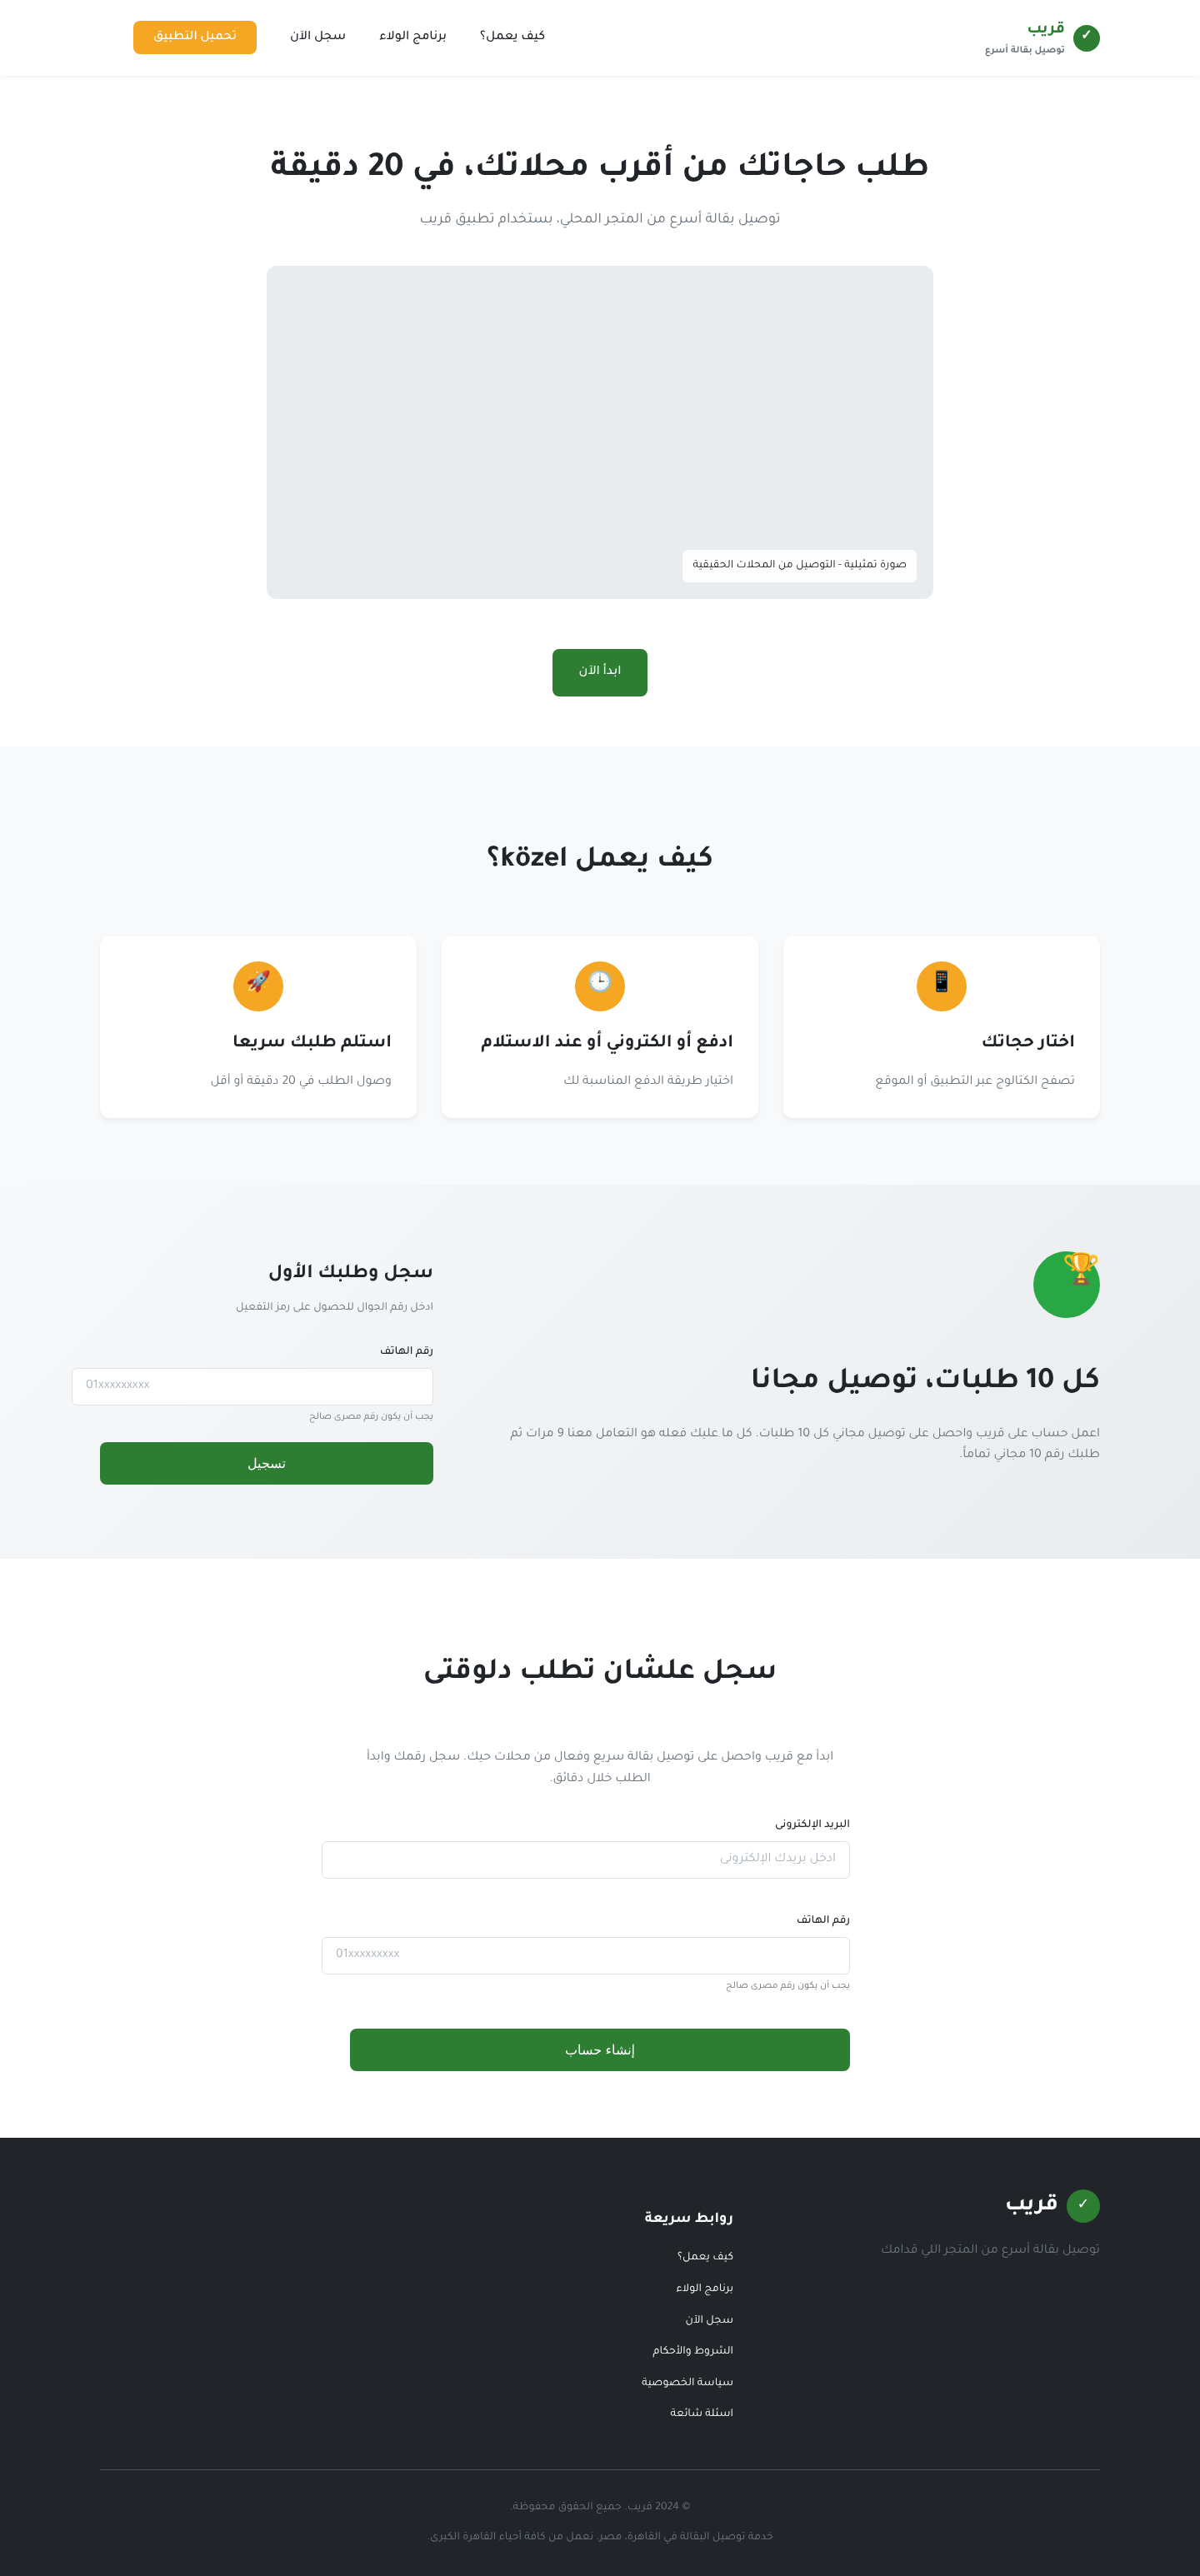 ✓
قريب
توصيل بقالة أسرع
كيف يعمل؟
برنامج الولاء
سجل الآن
تحميل التطبيق
طلب حاجاتك من أقرب محلاتك، في 20 دقيقة
توصيل بقالة أسرع من المتجر المحلي، بستخدام تطبيق قريب
صورة تمثيلية - التوصيل من المحلات الحقيقية
ابدأ الآن
كيف يعمل közel؟
اختار حجاتك
تصفح الكتالوج عبر التطبيق أو الموقع
ادفع أو الكتروني أو عند الاستلام
اختيار طريقة الدفع المناسبة لك
استلم طلبك سريعا
وصول الطلب في 20 دقيقة أو أقل
كل 10 طلبات، توصيل مجانا
اعمل حساب على قريب واحصل على توصيل مجاني كل 10 طلبات. كل ما عليك فعله هو التعامل معنا 9 مرات ثم
طلبك رقم 10 مجاني تماماً.
سجل وطلبك الأول
ادخل رقم الجوال للحصول على رمز التفعيل
رقم الهاتف
01xxxxxxxxx
يجب أن يكون رقم مصرى صالح
تسجيل
سجل علشان تطلب دلوقتى
ابدأ مع قريب واحصل على توصيل بقالة سريع وفعال من محلات حيك. سجل رقمك وابدأ
الطلب خلال دقائق.
البريد الإلكترونى
ادخل بريدك الإلكترونى
رقم الهاتف
01xxxxxxxxx
يجب أن يكون رقم مصرى صالح
إنشاء حساب
✓
قريب
توصيل بقالة أسرع من المتجر اللي قدامك
روابط سريعة
كيف يعمل؟
برنامج الولاء
سجل الآن
الشروط والأحكام
سياسة الخصوصية
اسئلة شائعة
© 2024 قريب. جميع الحقوق محفوظة.
خدمة توصيل البقالة في القاهرة، مصر. نعمل من كافة أحياء القاهرة الكبرى.